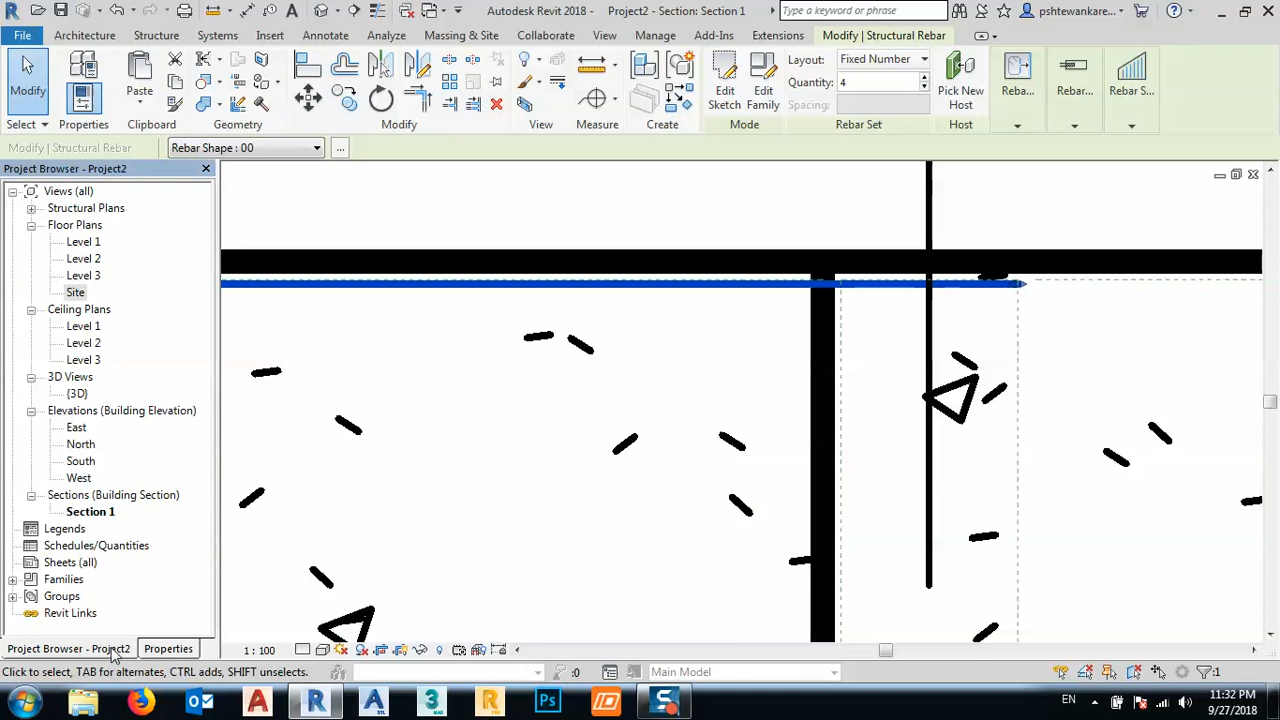 Autodesk Revit 2018 - Project2 - Section: Section 1
Type a keyword or phrase
pshtewankare...
File Architecture Structure Systems Insert Annotate Analyze Massing & Site Collaborate View Manage Add-Ins Extensions Modify | Structural Rebar
Modify
Paste
Edit Sketch
Edit Family
Layout: Fixed Number
Quantity: 4
Spacing:
Pick New Host
Reba...
Rebar...
Rebar S...
Select Properties Clipboard Geometry Modify View Measure Create Mode Rebar Set Host
Modify | Structural Rebar
Rebar Shape : 00
...
Project Browser - Project2
Views (all)
Structural Plans
Floor Plans
Level 1
Level 2
Level 3
Site
Ceiling Plans
Level 1
Level 2
Level 3
3D Views
{3D}
Elevations (Building Elevation)
East
North
South
West
Sections (Building Section)
Section 1
Legends
Schedules/Quantities
Sheets (all)
Families
Groups
Revit Links
Project Browser - Project2 Properties
1 : 100
Click to select, TAB for alternates, CTRL adds, SHIFT unselects.
:0
Main Model
:1
EN
11:32 PM
9/27/2018